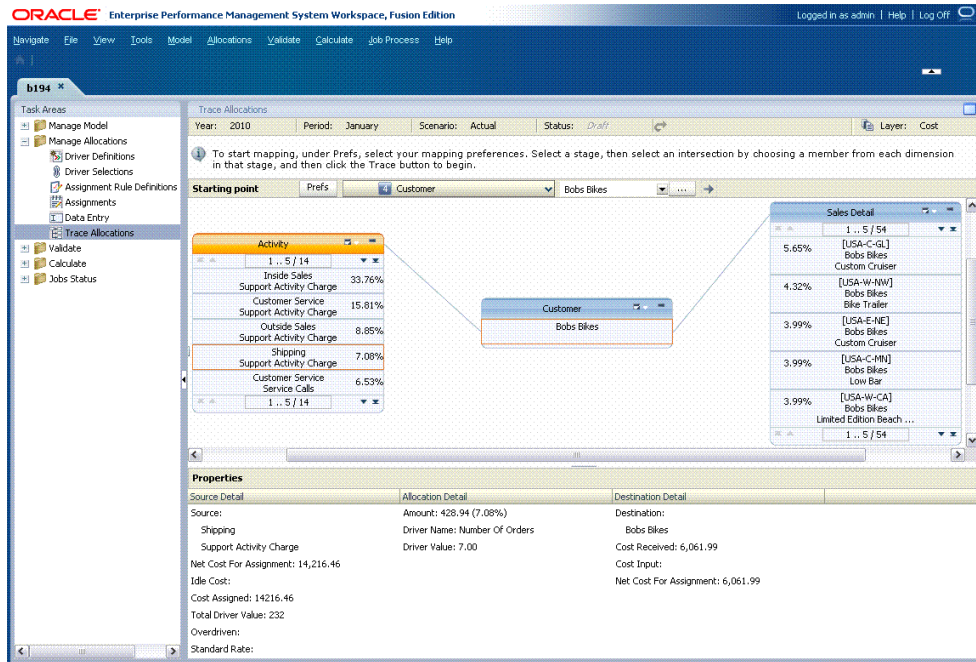 ORACLE Enterprise Performance Management System Workspace, Fusion Edition
Logged in as admin | Help | Log Off
Navigate File View Tools Model Allocations Validate Calculate Job Process Help
b194
Task Areas
Manage Model
Manage Allocations
Driver Definitions
Driver Selections
Assignment Rule Definitions
Assignments
Data Entry
Trace Allocations
Validate
Calculate
Jobs Status
Trace Allocations
Year: 2010 Period: January Scenario: Actual Status: Draft Layer: Cost
To start mapping, under Prefs, select your mapping preferences. Select a stage, then select an intersection by choosing a member from each dimension
in that stage, and then click the Trace button to begin.
Starting point Prefs 4 Customer Bobs Bikes ...
Activity
1 .. 5 / 14
Inside Sales
Support Activity Charge 33.76%
Customer Service
Support Activity Charge 15.81%
Outside Sales
Support Activity Charge 8.85%
Shipping
Support Activity Charge 7.08%
Customer Service
Service Calls 6.53%
1 .. 5 / 14
Customer
Bobs Bikes
Sales Detail
1 .. 5 / 54
5.65% [USA-C-GL]
Bobs Bikes
Custom Cruiser
4.32% [USA-W-NW]
Bobs Bikes
Bike Trailer
3.99% [USA-E-NE]
Bobs Bikes
Custom Cruiser
3.99% [USA-C-MN]
Bobs Bikes
Low Bar
3.99% [USA-W-CA]
Bobs Bikes
Limited Edition Beach ...
1 .. 5 / 54
Properties
Source Detail
Source:
Shipping
Support Activity Charge
Net Cost For Assignment: 14,216.46
Idle Cost:
Cost Assigned: 14216.46
Total Driver Value: 232
Overdriven:
Standard Rate:
Allocation Detail
Amount: 428.94 (7.08%)
Driver Name: Number Of Orders
Driver Value: 7.00
Destination Detail
Destination:
Bobs Bikes
Cost Received: 6,061.99
Cost Input:
Net Cost For Assignment: 6,061.99